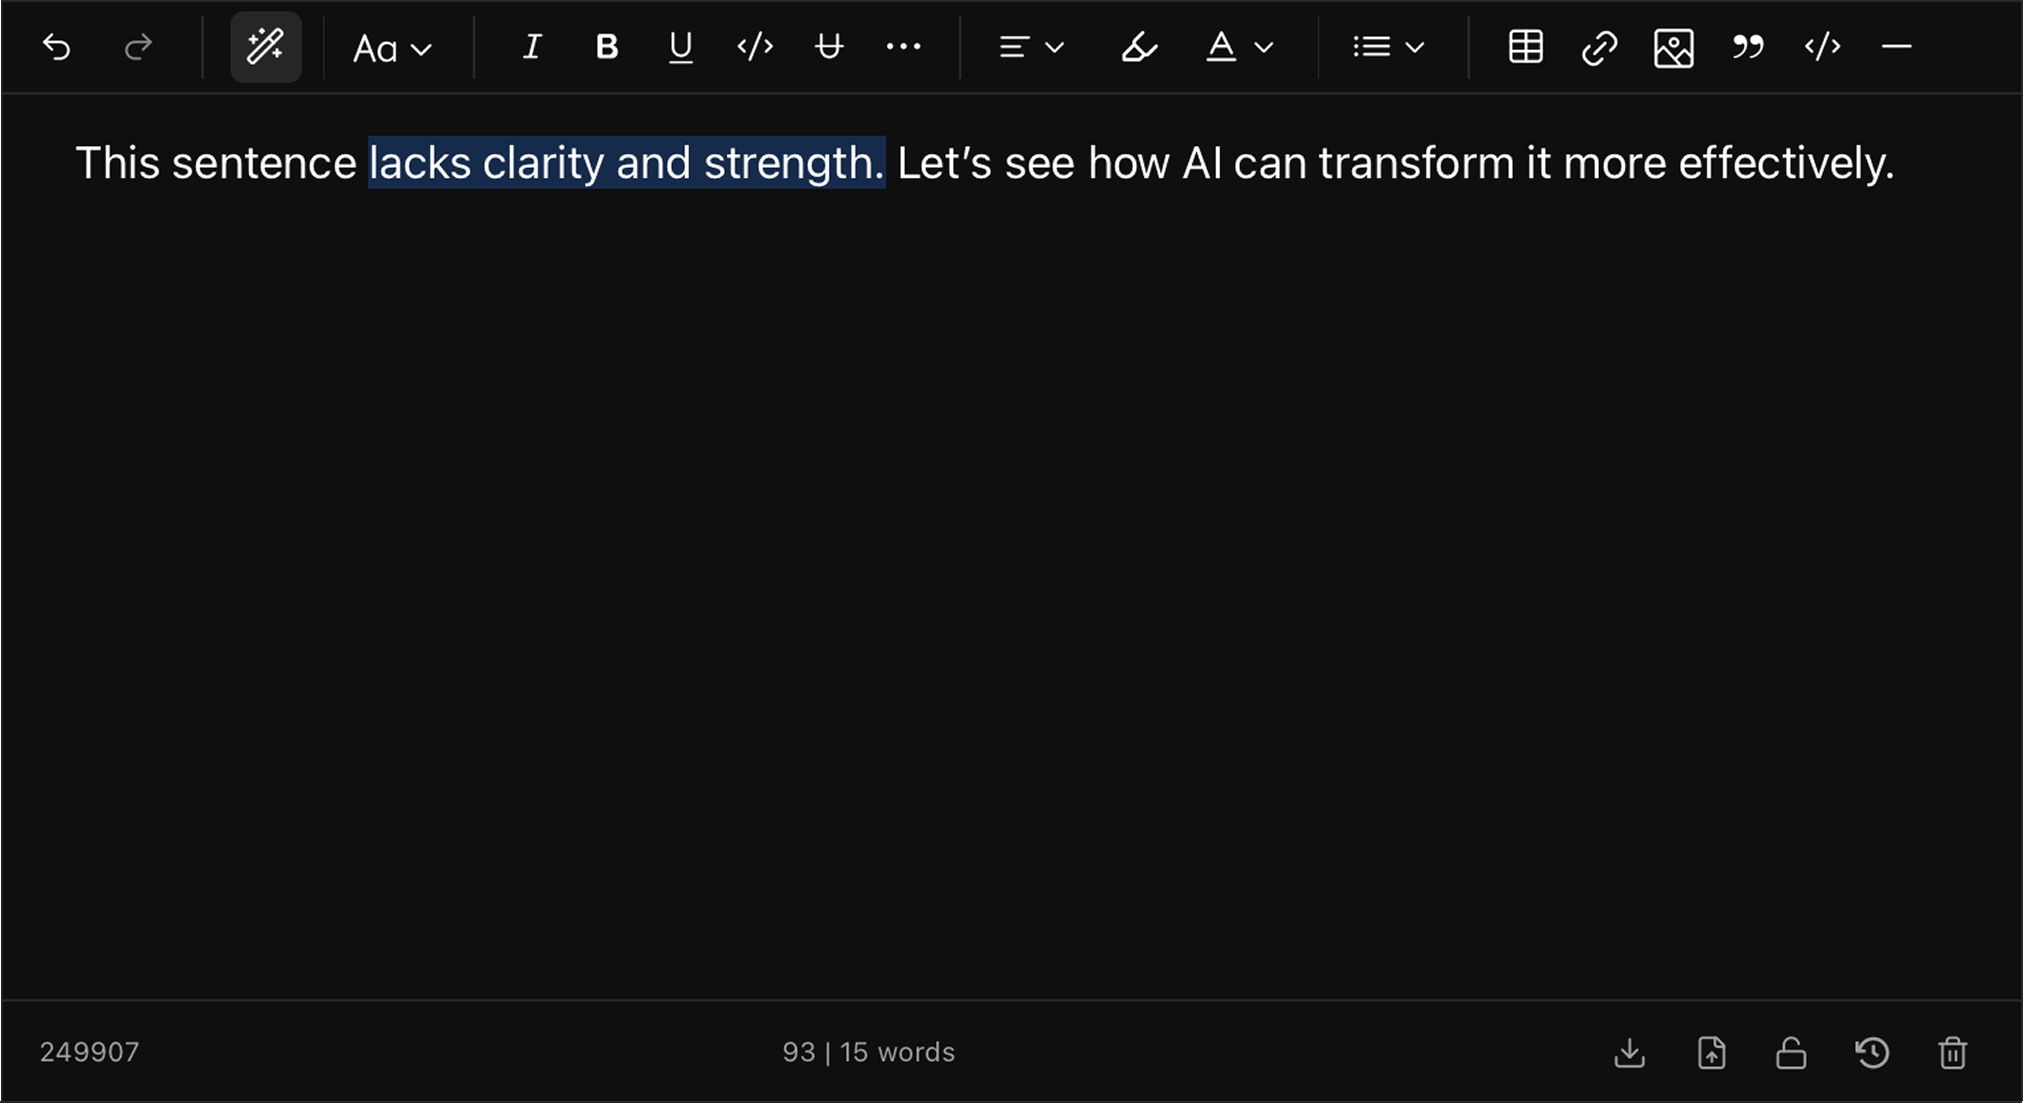 Aa
I B U </> U
A
</>
This sentence lacks clarity and strength. Let’s see how AI can transform it more effectively.
249907
93 | 15 words